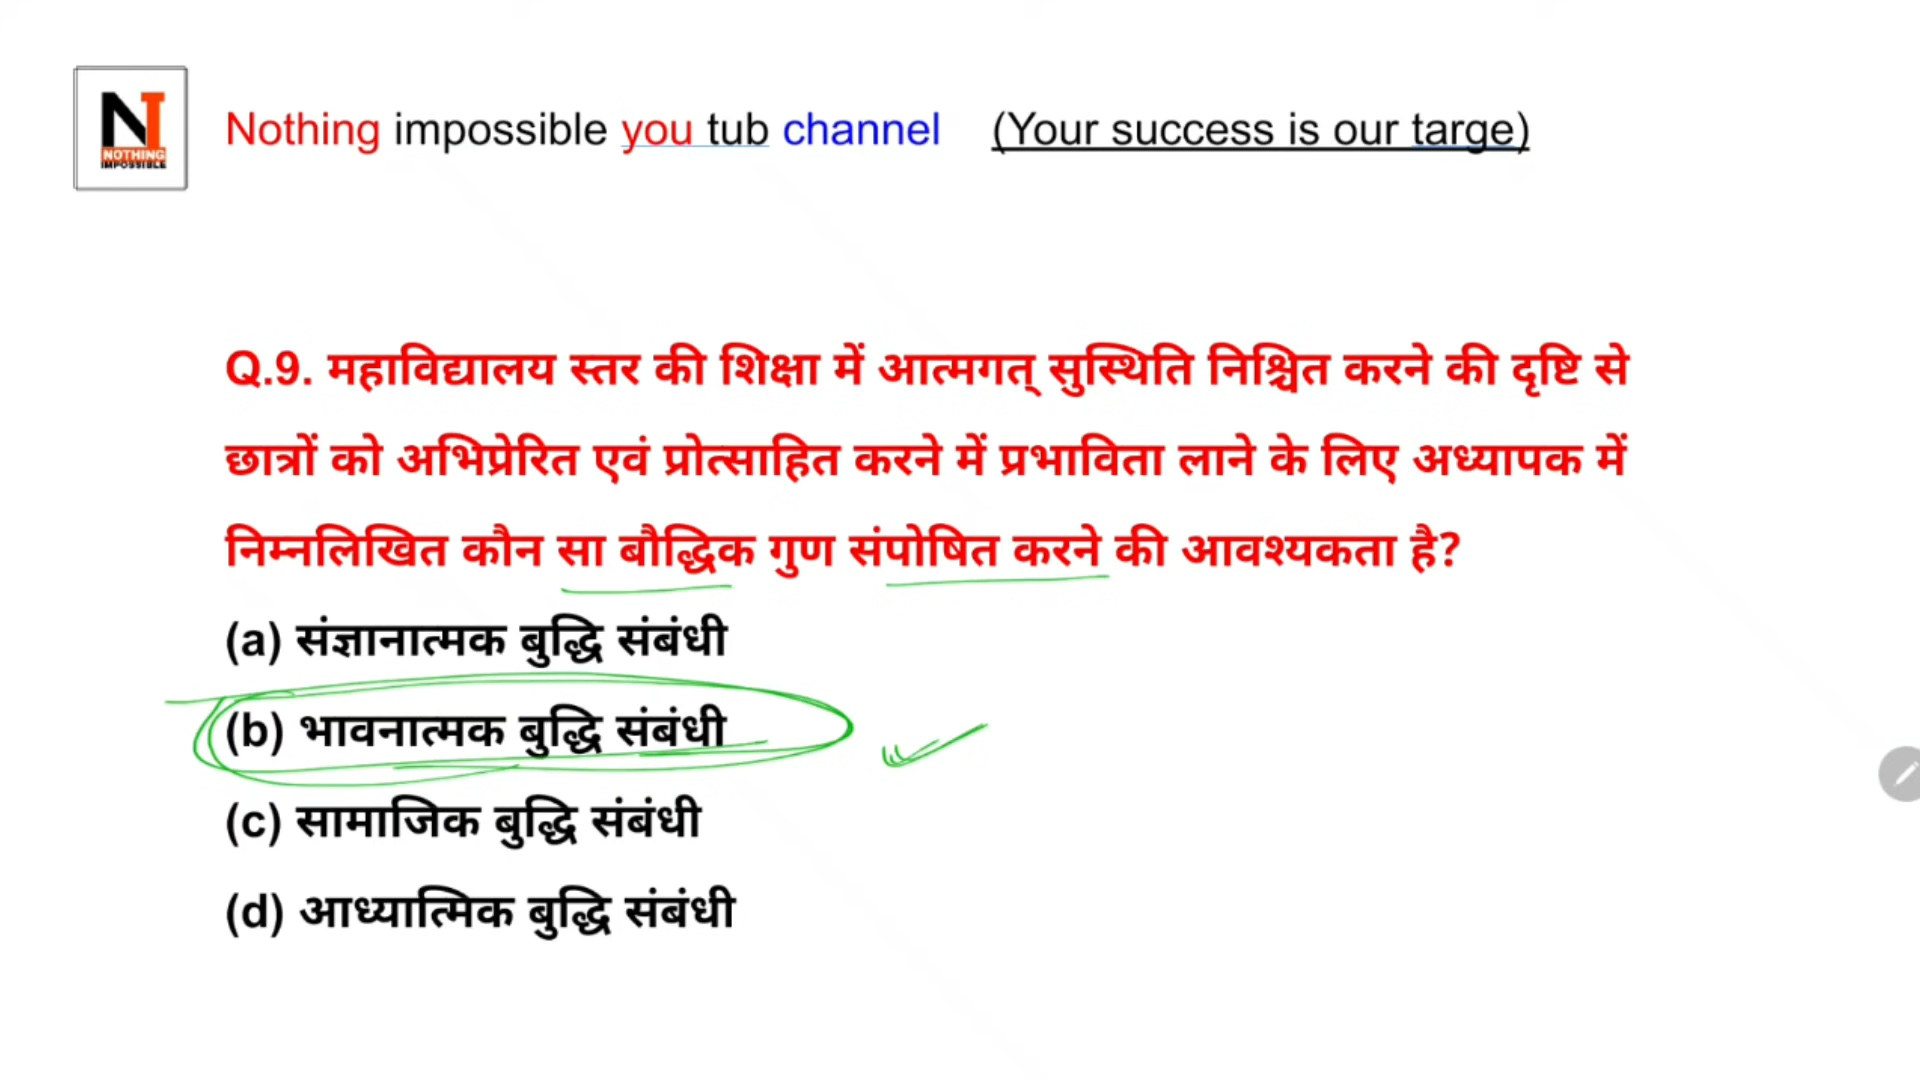 NI
NOTHING
IMPOSSIBLE
Nothing impossible you tub channel (Your success is our targe)
Q.9. महाविद्यालय स्तर की शिक्षा में आत्मगत् सुस्थिति निश्चित करने की दृष्टि से
छात्रों को अभिप्रेरित एवं प्रोत्साहित करने में प्रभाविता लाने के लिए अध्यापक में
निम्नलिखित कौन सा बौद्धिक गुण संपोषित करने की आवश्यकता है?
(a) संज्ञानात्मक बुद्धि संबंधी
(b) भावनात्मक बुद्धि संबंधी
(c) सामाजिक बुद्धि संबंधी
(d) आध्यात्मिक बुद्धि संबंधी